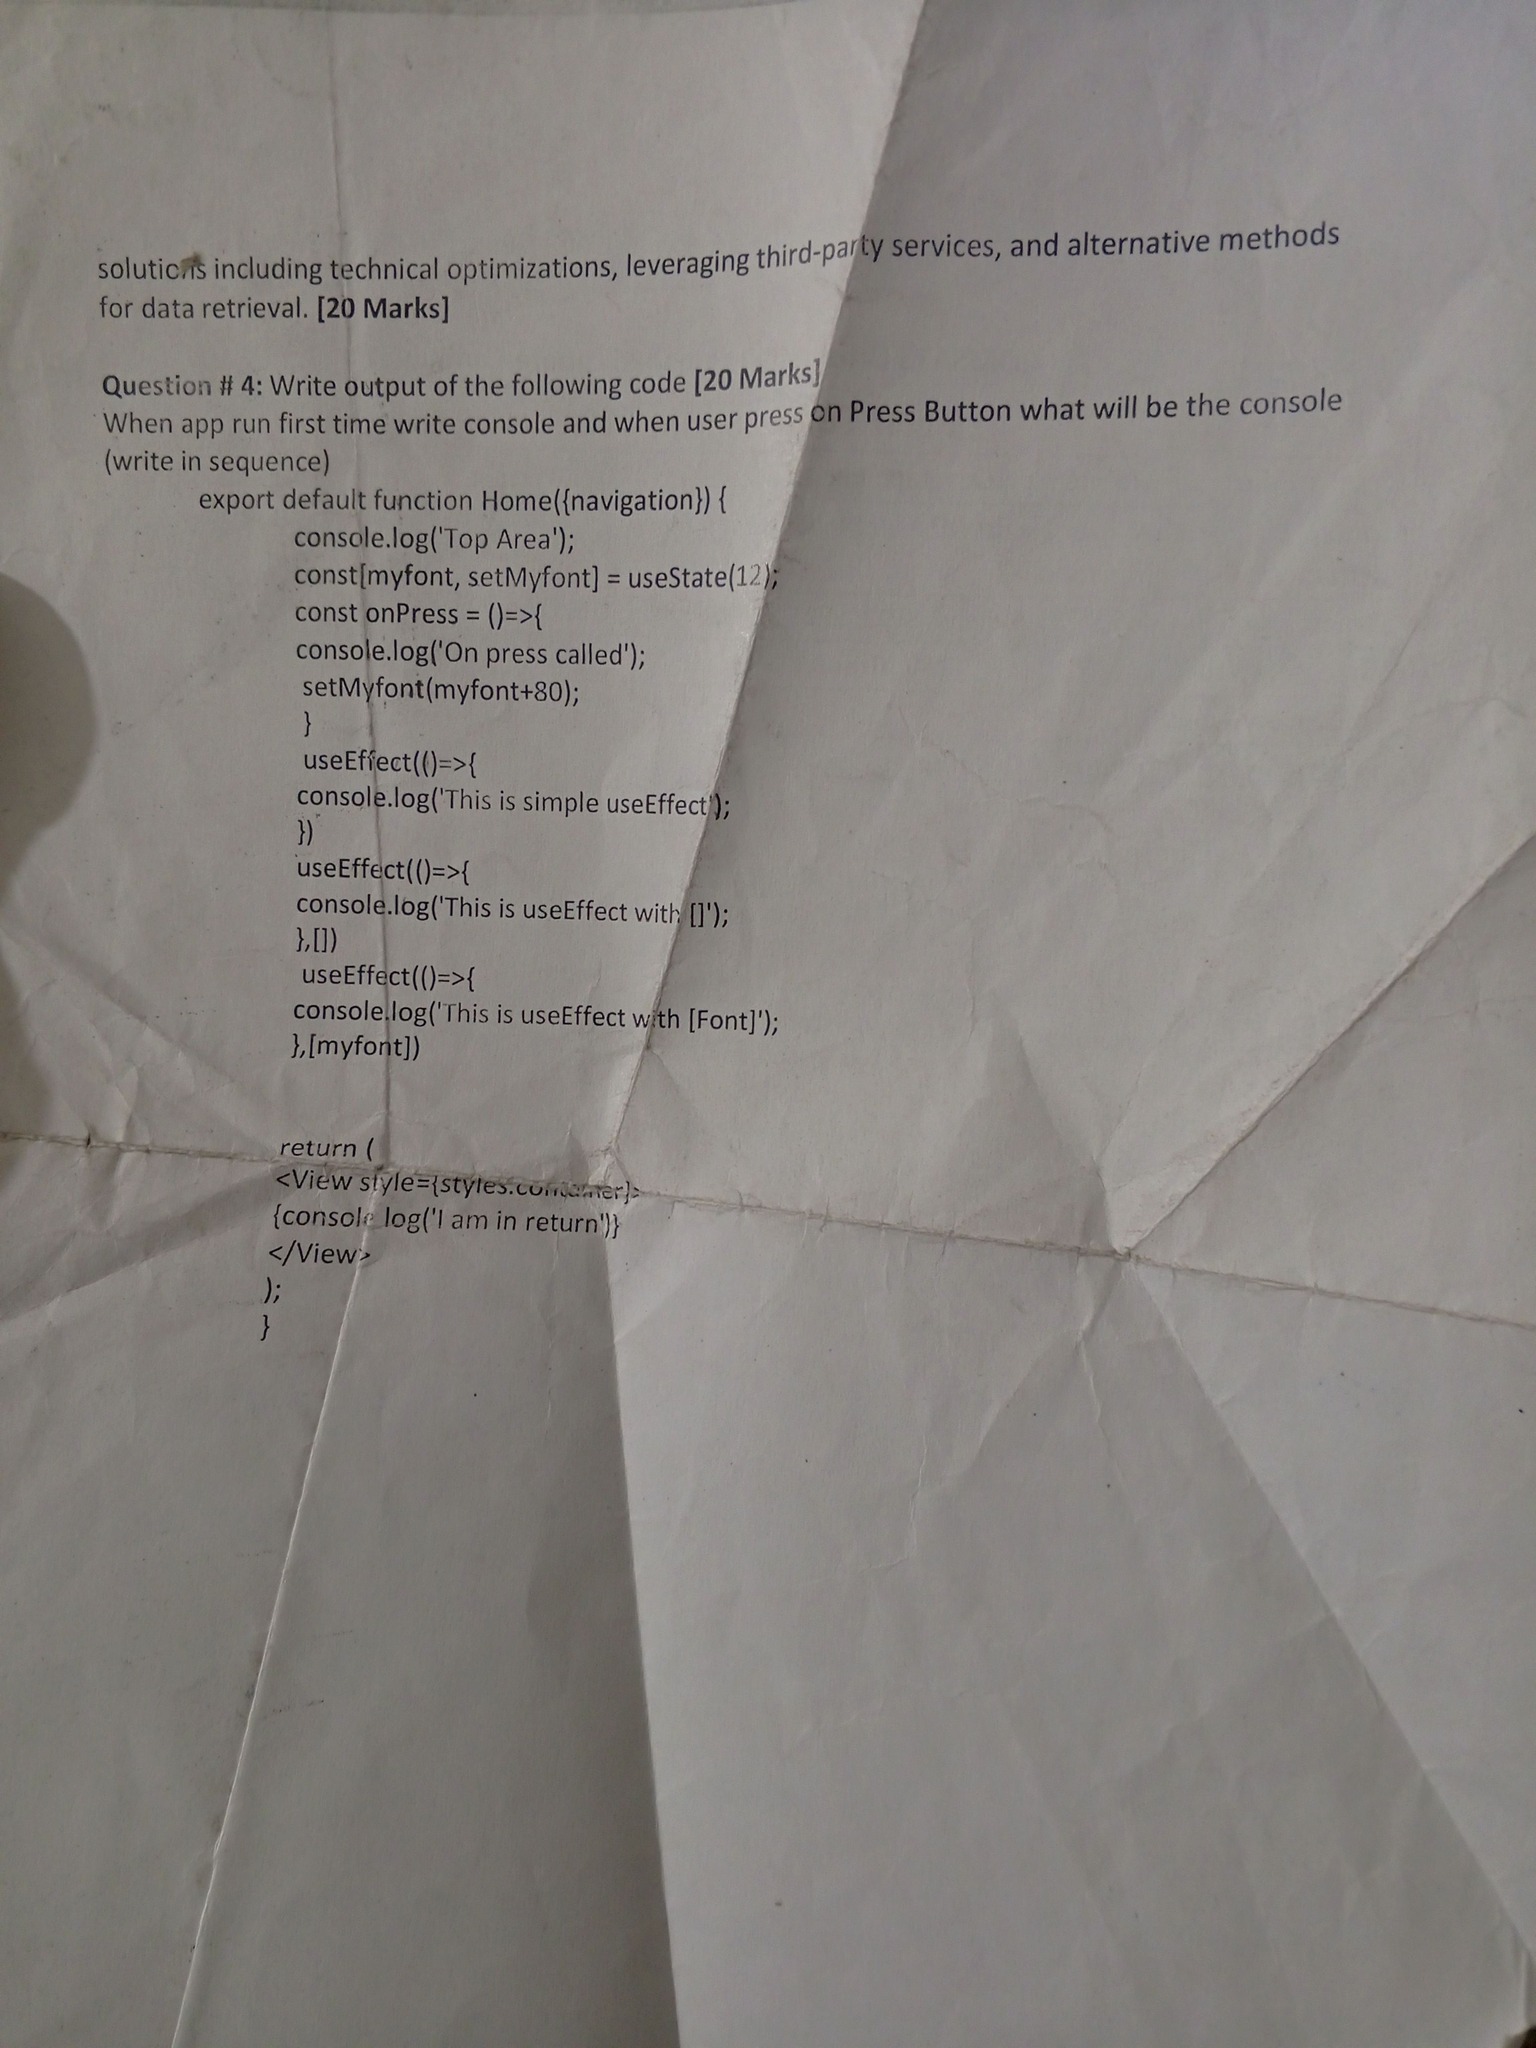 solutions including technical optimizations, leveraging third-party services, and alternative methods
for data retrieval. [20 Marks]
Question # 4: Write output of the following code [20 Marks]
When app run first time write console and when user press on Press Button what will be the console
(write in sequence)
export default function Home({navigation}) {
console.log('Top Area');
const[myfont, setMyfont] = useState(12);
const onPress = ()=>{
console.log('On press called');
setMyfont(myfont+80);
}
useEffect(()=>{
console.log('This is simple useEffect');
})
useEffect(()=>{
console.log('This is useEffect with []');
},[])
useEffect(()=>{
console.log('This is useEffect with [Font]');
},[myfont])
return (
<View style={styles.container}>
{console.log('I am in return')}
</View>
);
}